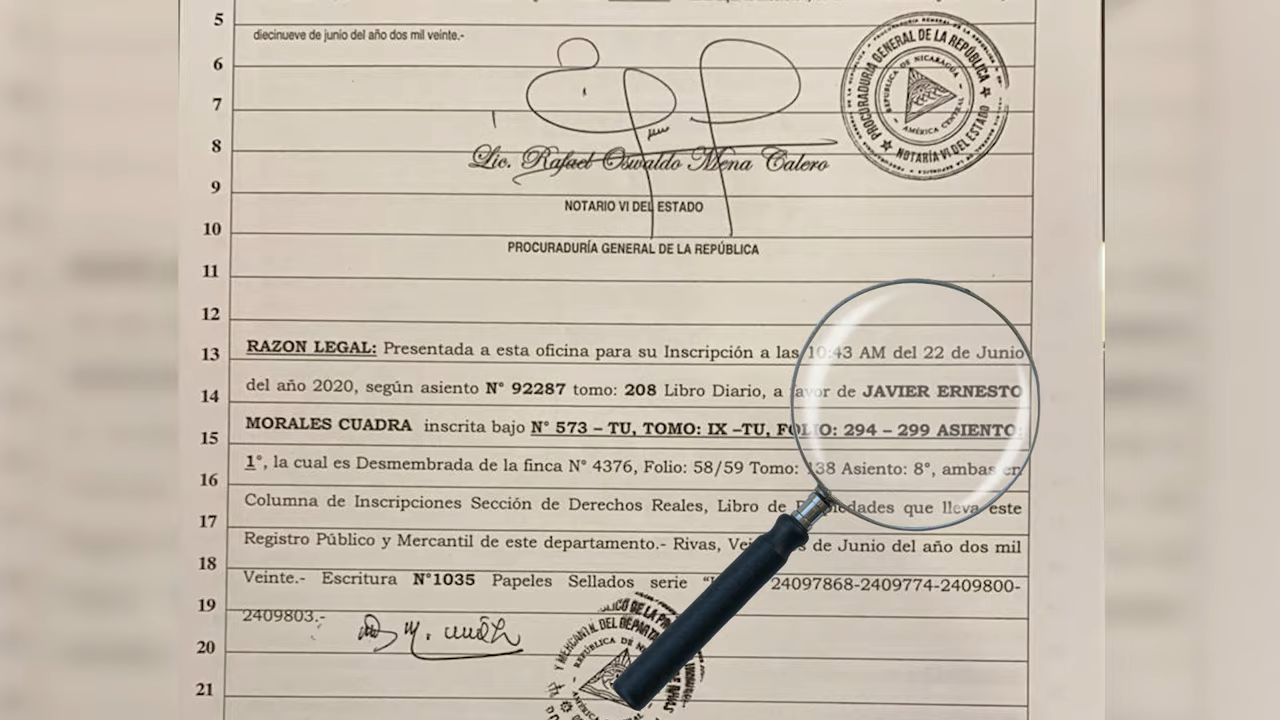 5
diecinueve de junio del año dos mil veinte.-
6
7
8
Lic. Rafael Oswaldo Mena Calero
9
NOTARIO VI DEL ESTADO
10
PROCURADURÍA GENERAL DE LA REPÚBLICA
PROCURADURIA GENERAL DE LA REPÚBLICA
REPUBLICA DE NICARAGUA
AMÉRICA CENTRAL
NOTARÍA VI DEL ESTADO
11
12
13 RAZON LEGAL: Presentada a esta oficina para su Inscripción a las 10:43 AM del 22 de Junio
14 del año 2020, según asiento N° 92287 tomo: 208 Libro Diario, a favor de JAVIER ERNESTO
15 MORALES CUADRA inscrita bajo N° 573 – TU, TOMO: IX –TU, FOLIO: 294 – 299 ASIENTO:
16 1°, la cual es Desmembrada de la finca N° 4376, Folio: 58/59 Tomo: 138 Asiento: 8°, ambas en
17 Columna de Inscripciones Sección de Derechos Reales, Libro de Propiedades que lleva este
18 Registro Público y Mercantil de este departamento.- Rivas, de Junio del año dos mil
19 Veinte.- Escritura N°1035 Papeles Sellados serie 24097868-2409774-2409800-
20 2409803.-
21
Y MERCANTIL DEL
REPÚBLICA DE